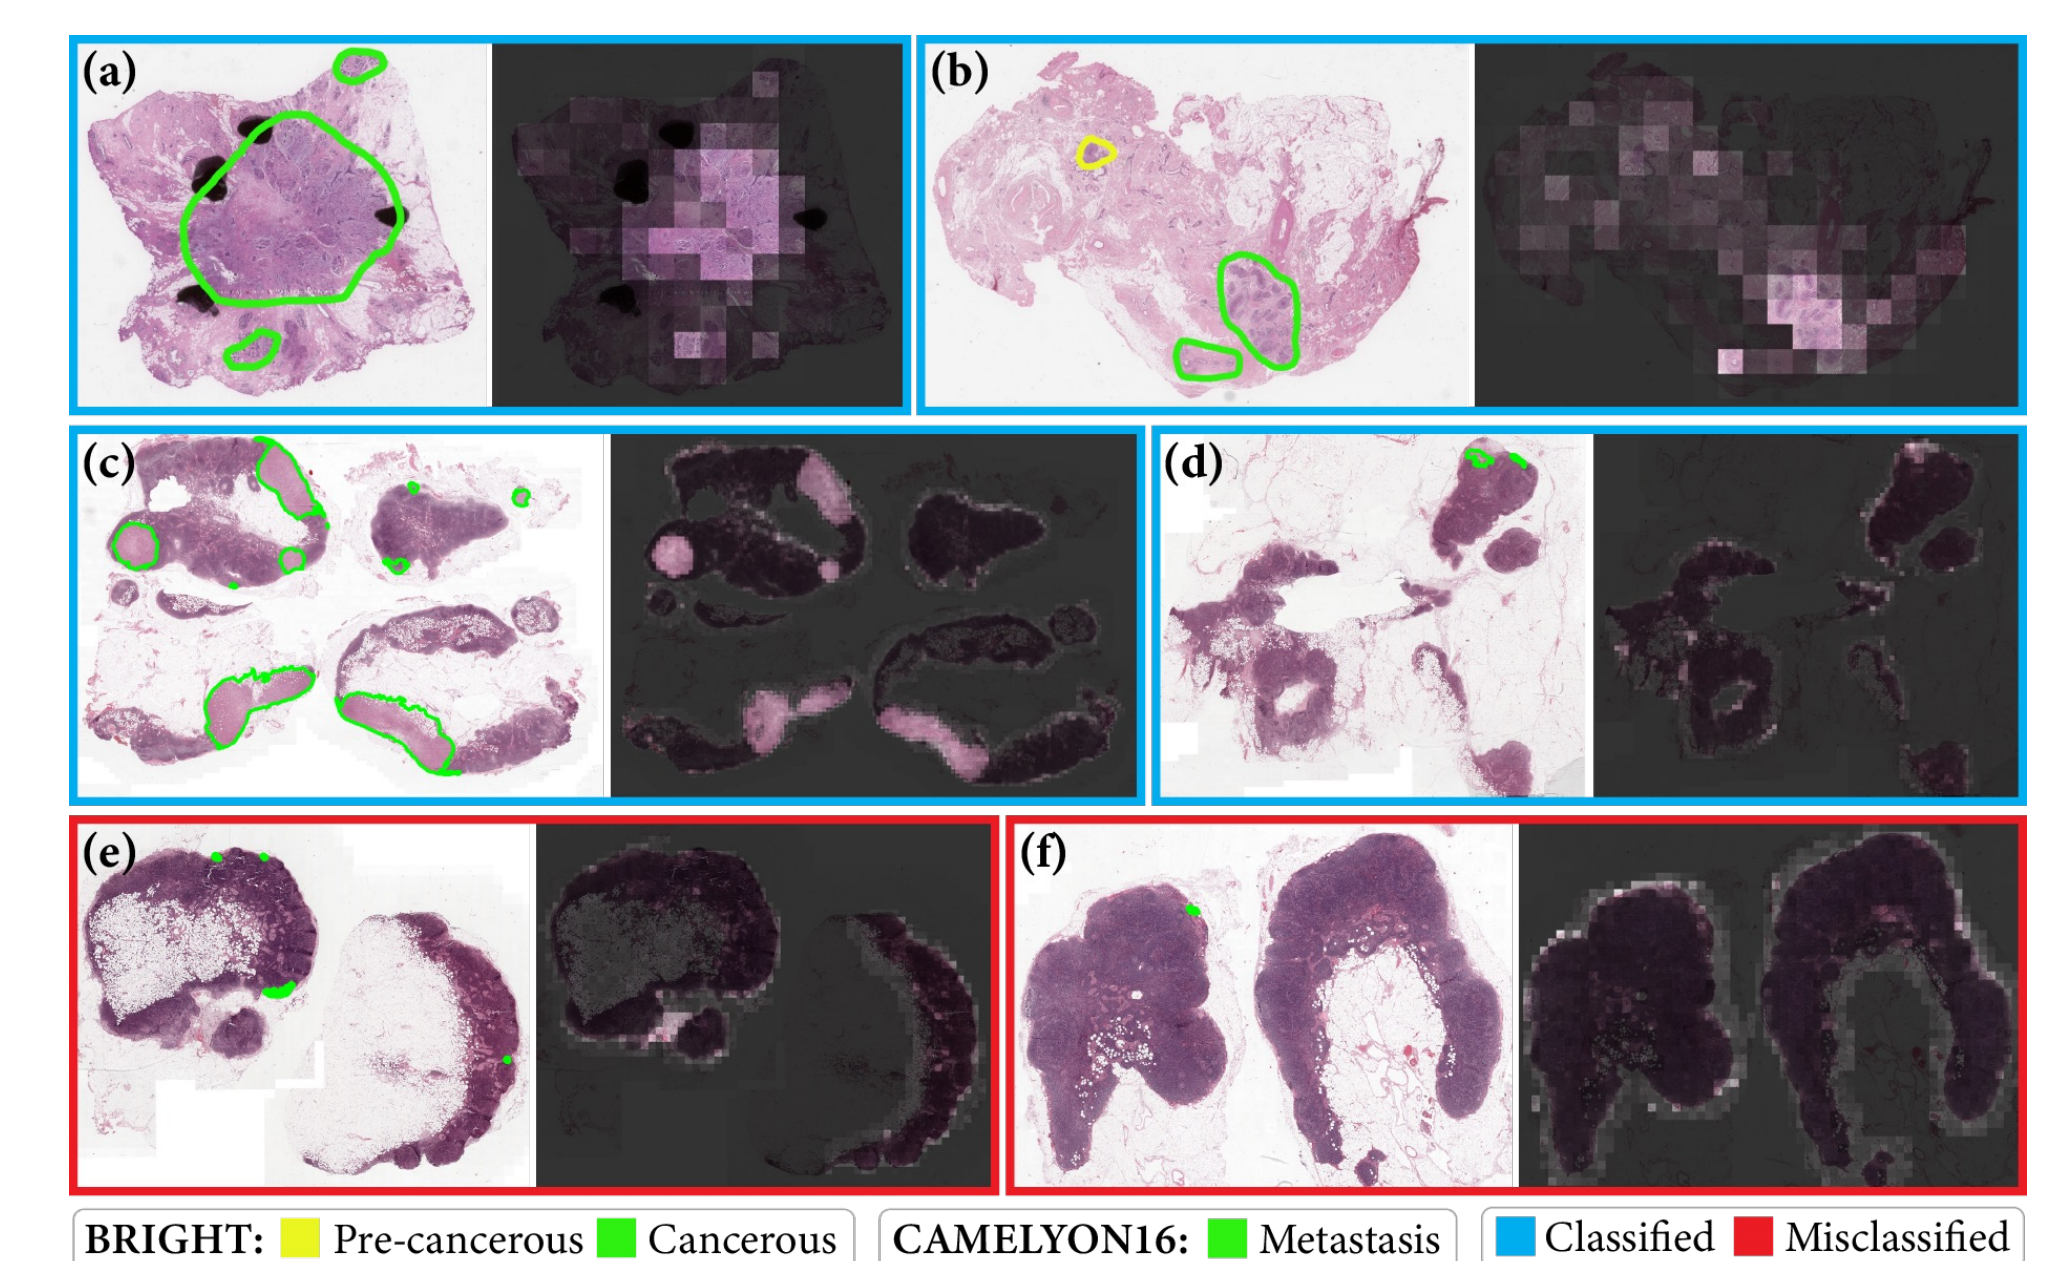 (a)
(b)
(c)
(d)
(e)
(f)
BRIGHT: Pre-cancerous Cancerous
CAMELYON16: Metastasis
Classified Misclassified